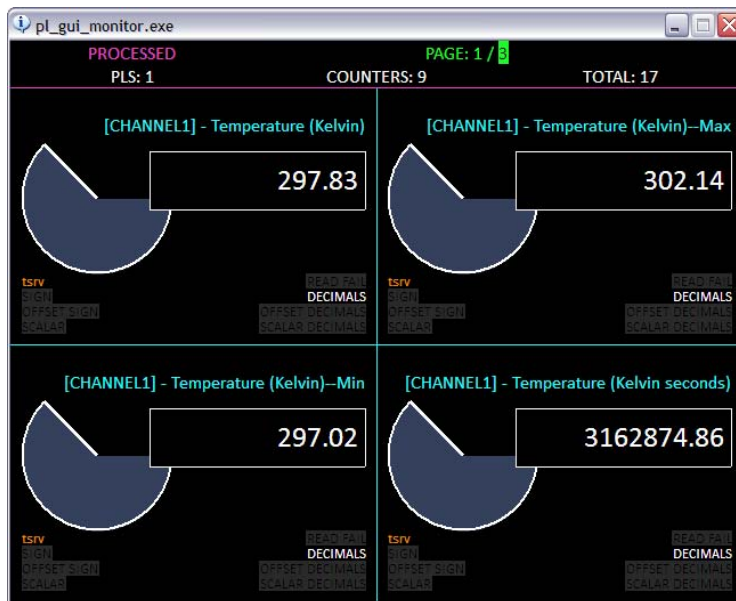 pl_gui_monitor.exe
PROCESSED PAGE: 1 / 3
PLS: 1 COUNTERS: 9 TOTAL: 17
[CHANNEL1] - Temperature (Kelvin)
297.83
tsrv READ FAIL
SIGN DECIMALS
OFFSET SIGN OFFSET DECIMALS
SCALAR SCALAR DECIMALS
[CHANNEL1] - Temperature (Kelvin)--Max
302.14
tsrv READ FAIL
SIGN DECIMALS
OFFSET SIGN OFFSET DECIMALS
SCALAR SCALAR DECIMALS
[CHANNEL1] - Temperature (Kelvin)--Min
297.02
tsrv READ FAIL
SIGN DECIMALS
OFFSET SIGN OFFSET DECIMALS
SCALAR SCALAR DECIMALS
[CHANNEL1] - Temperature (Kelvin seconds)
3162874.86
tsrv READ FAIL
SIGN DECIMALS
OFFSET SIGN OFFSET DECIMALS
SCALAR SCALAR DECIMALS